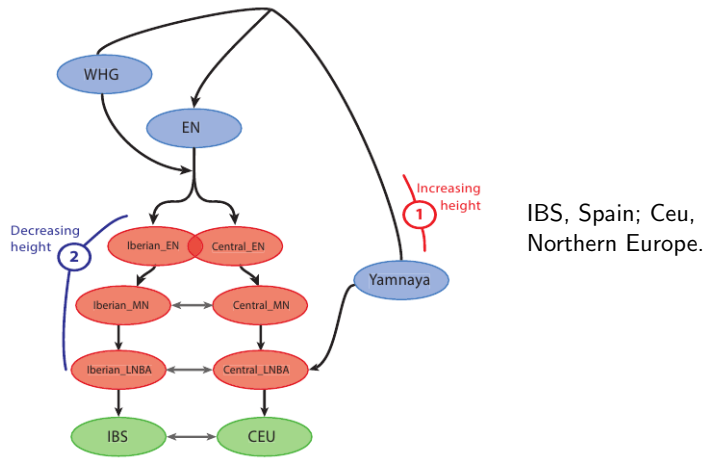 WHG
EN
Increasing
height
1
IBS, Spain; Ceu,
Northern Europe.
Decreasing
height
2
Iberian_EN
Central_EN
Yamnaya
Iberian_MN
Central_MN
Iberian_LNBA
Central_LNBA
IBS
CEU